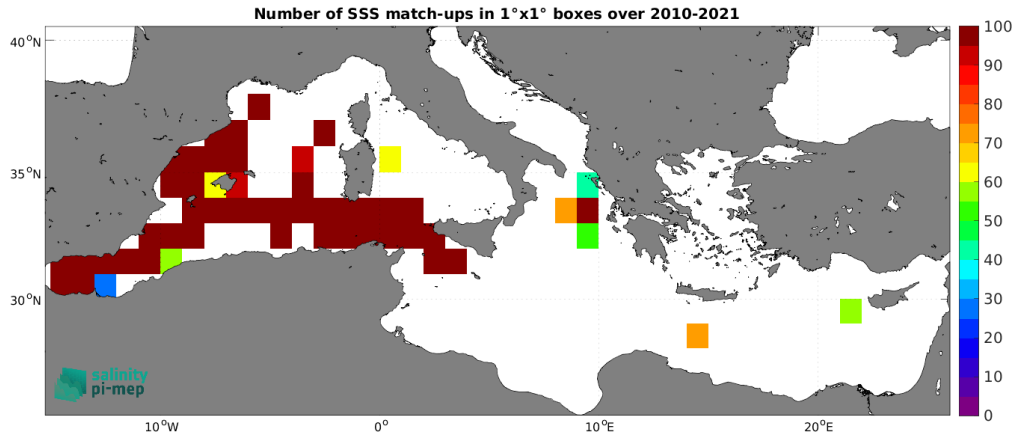 Number of SSS match-ups in 1°x1° boxes over 2010-2021
40°N
35°N
30°N
10°W
0°
10°E
20°E
100
90
80
70
60
50
40
30
20
10
0
salinity
pi-mep